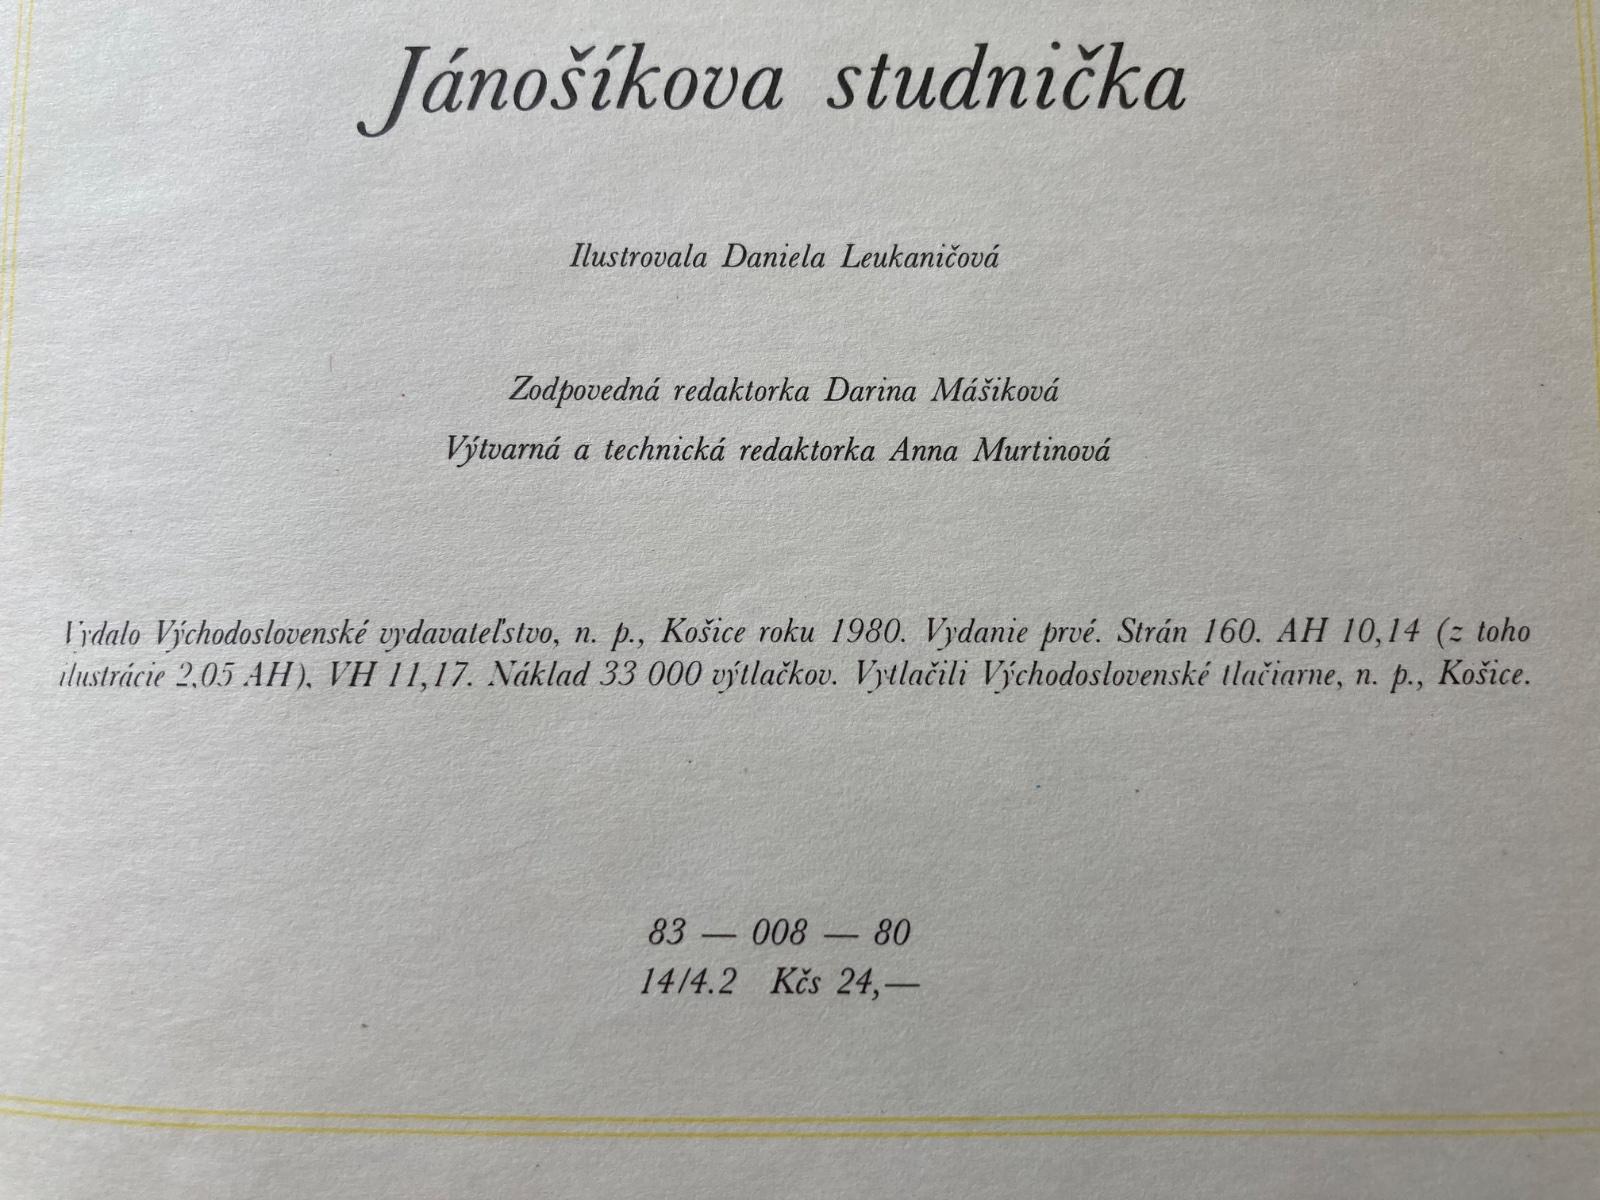 Jánošíkova studnička
Ilustrovala Daniela Leukaničová
Zodpovedná redaktorka Darina Mášiková
Výtvarná a technická redaktorka Anna Murtinová
Vydalo Východoslovenské vydavateľstvo, n. p., Košice roku 1980. Vydanie prvé. Strán 160. AH 10,14 (z toho
ilustrácie 2,05 AH), VH 11,17. Náklad 33 000 výtlačkov. Vytlačili Východoslovenské tlačiarne, n. p., Košice.
83 — 008 — 80
14/4.2 Kčs 24,—